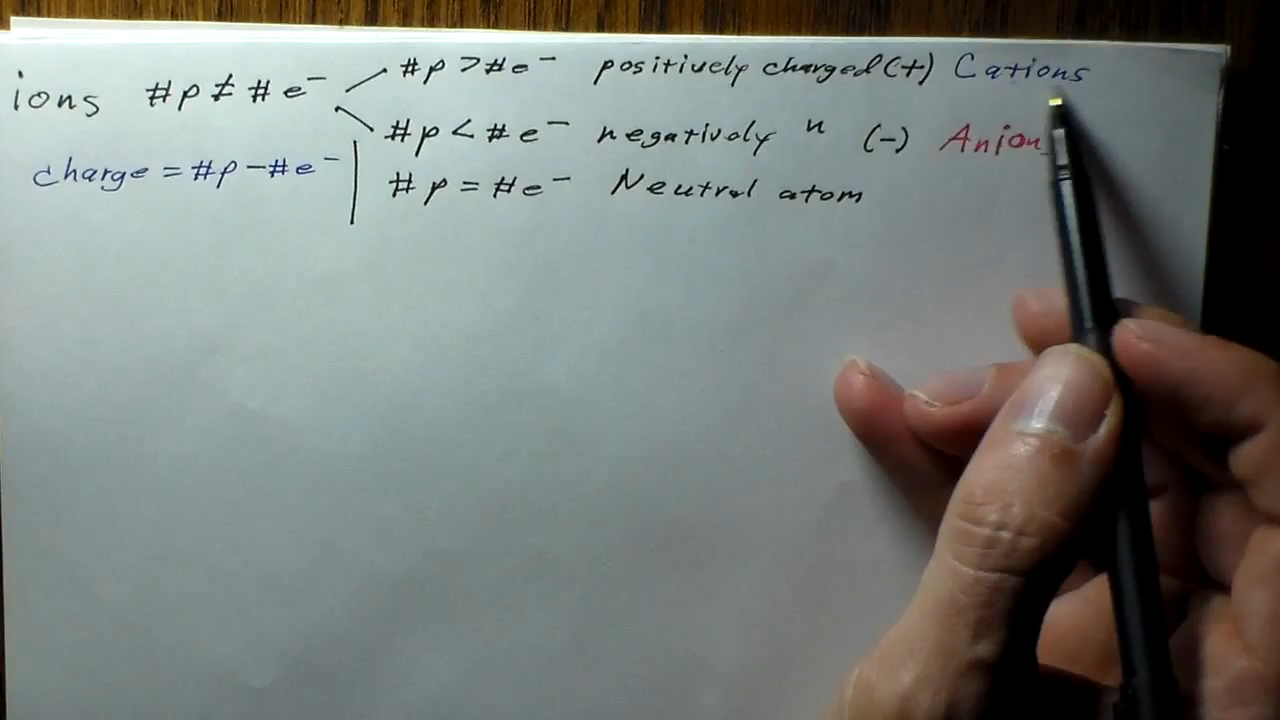 ions #p ≠ #e⁻
#p > #e⁻ positively charged (+) Cations
#p < #e⁻ negatively " (-) Anion
charge = #p - #e⁻
#p = #e⁻ Neutral atom